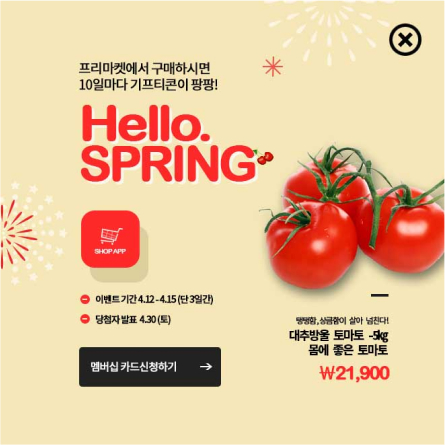 프리마켓에서 구매하시면
10일마다 기프티콘이 팡팡!
Hello.
SPRING
SHOP APP
이벤트 기간 4.12 - 4.15 (단 3일간)
당첨자 발표 4.30 (토)
멤버십 카드신청하기
탱탱함, 상큼함이 살아 넘친다!
대추방울 토마토 -5kg
몸에 좋은 토마토
₩21,900